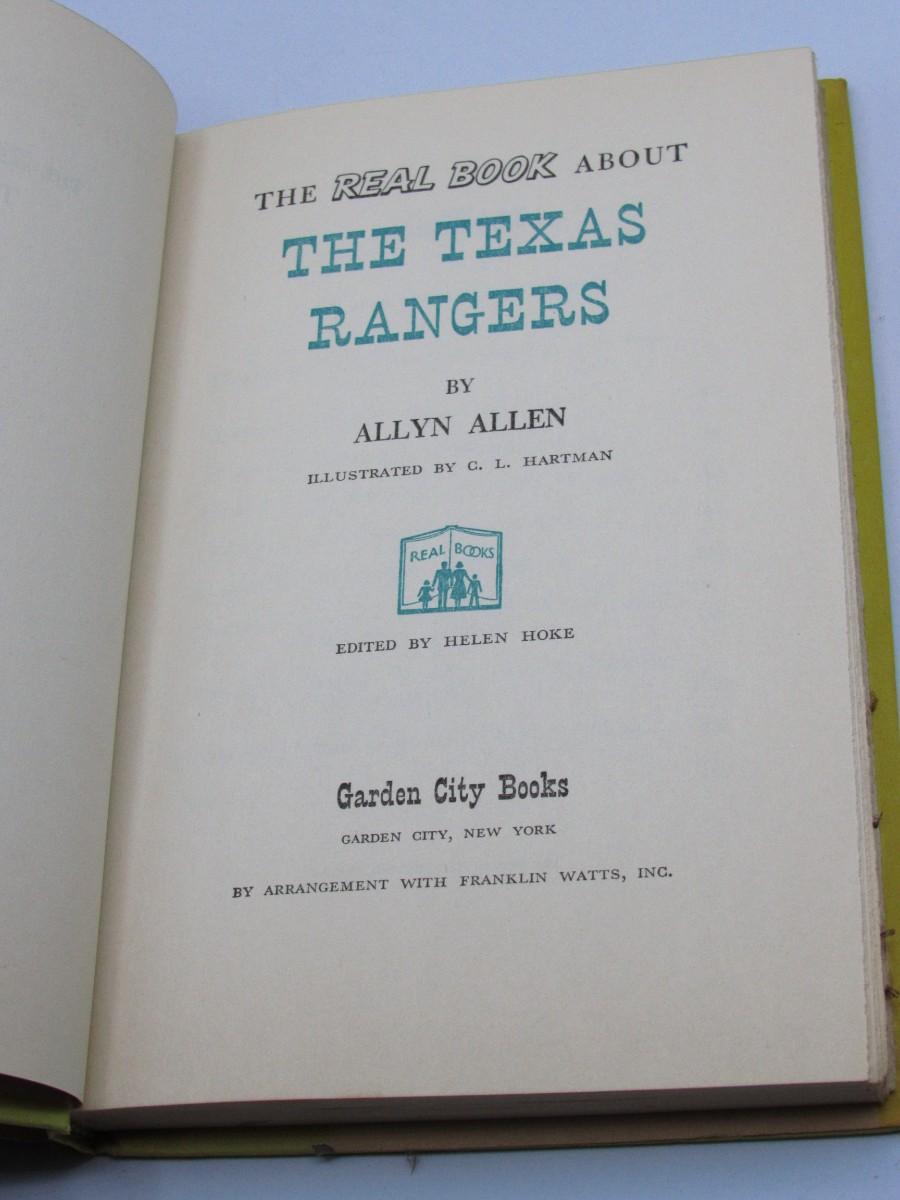 THE REAL BOOK ABOUT
THE TEXAS
RANGERS
BY
ALLYN ALLEN
ILLUSTRATED BY C. L. HARTMAN
REAL BOOKS
EDITED BY HELEN HOKE
Garden City Books
GARDEN CITY, NEW YORK
BY ARRANGEMENT WITH FRANKLIN WATTS, INC.